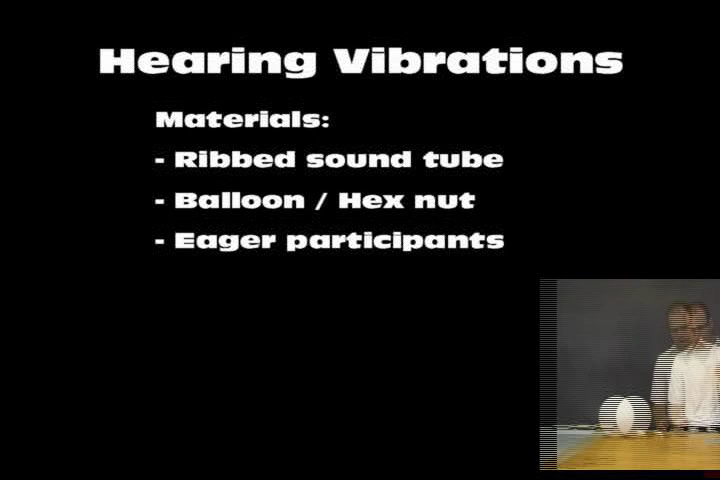 Hearing Vibrations
Materials:
- Ribbed sound tube
- Balloon / Hex nut
- Eager participants